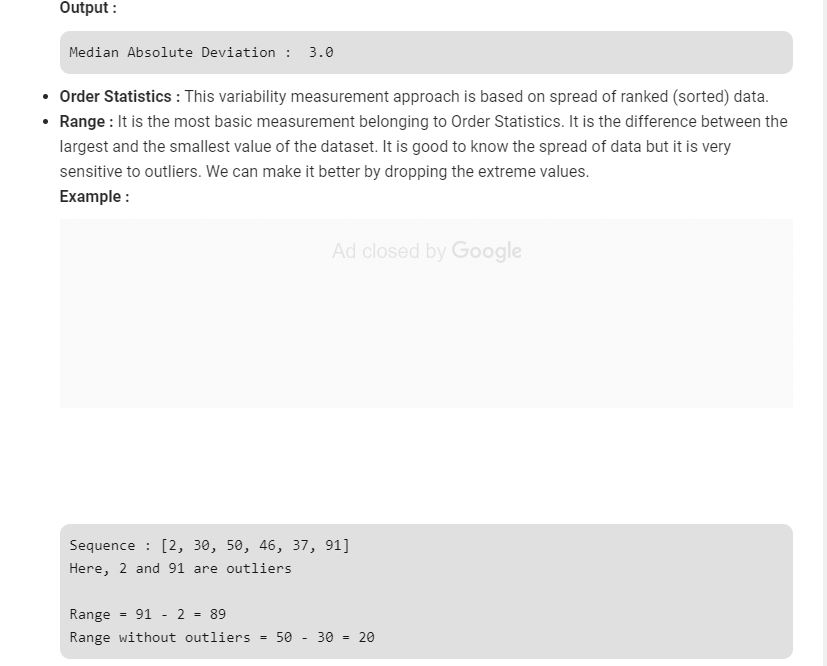 Output :
Median Absolute Deviation :  3.0
• Order Statistics : This variability measurement approach is based on spread of ranked (sorted) data.
• Range : It is the most basic measurement belonging to Order Statistics. It is the difference between the
largest and the smallest value of the dataset. It is good to know the spread of data but it is very
sensitive to outliers. We can make it better by dropping the extreme values.
Example :
Ad closed by Google
Sequence : [2, 30, 50, 46, 37, 91]
Here, 2 and 91 are outliers
Range = 91 - 2 = 89
Range without outliers = 50 - 30 = 20